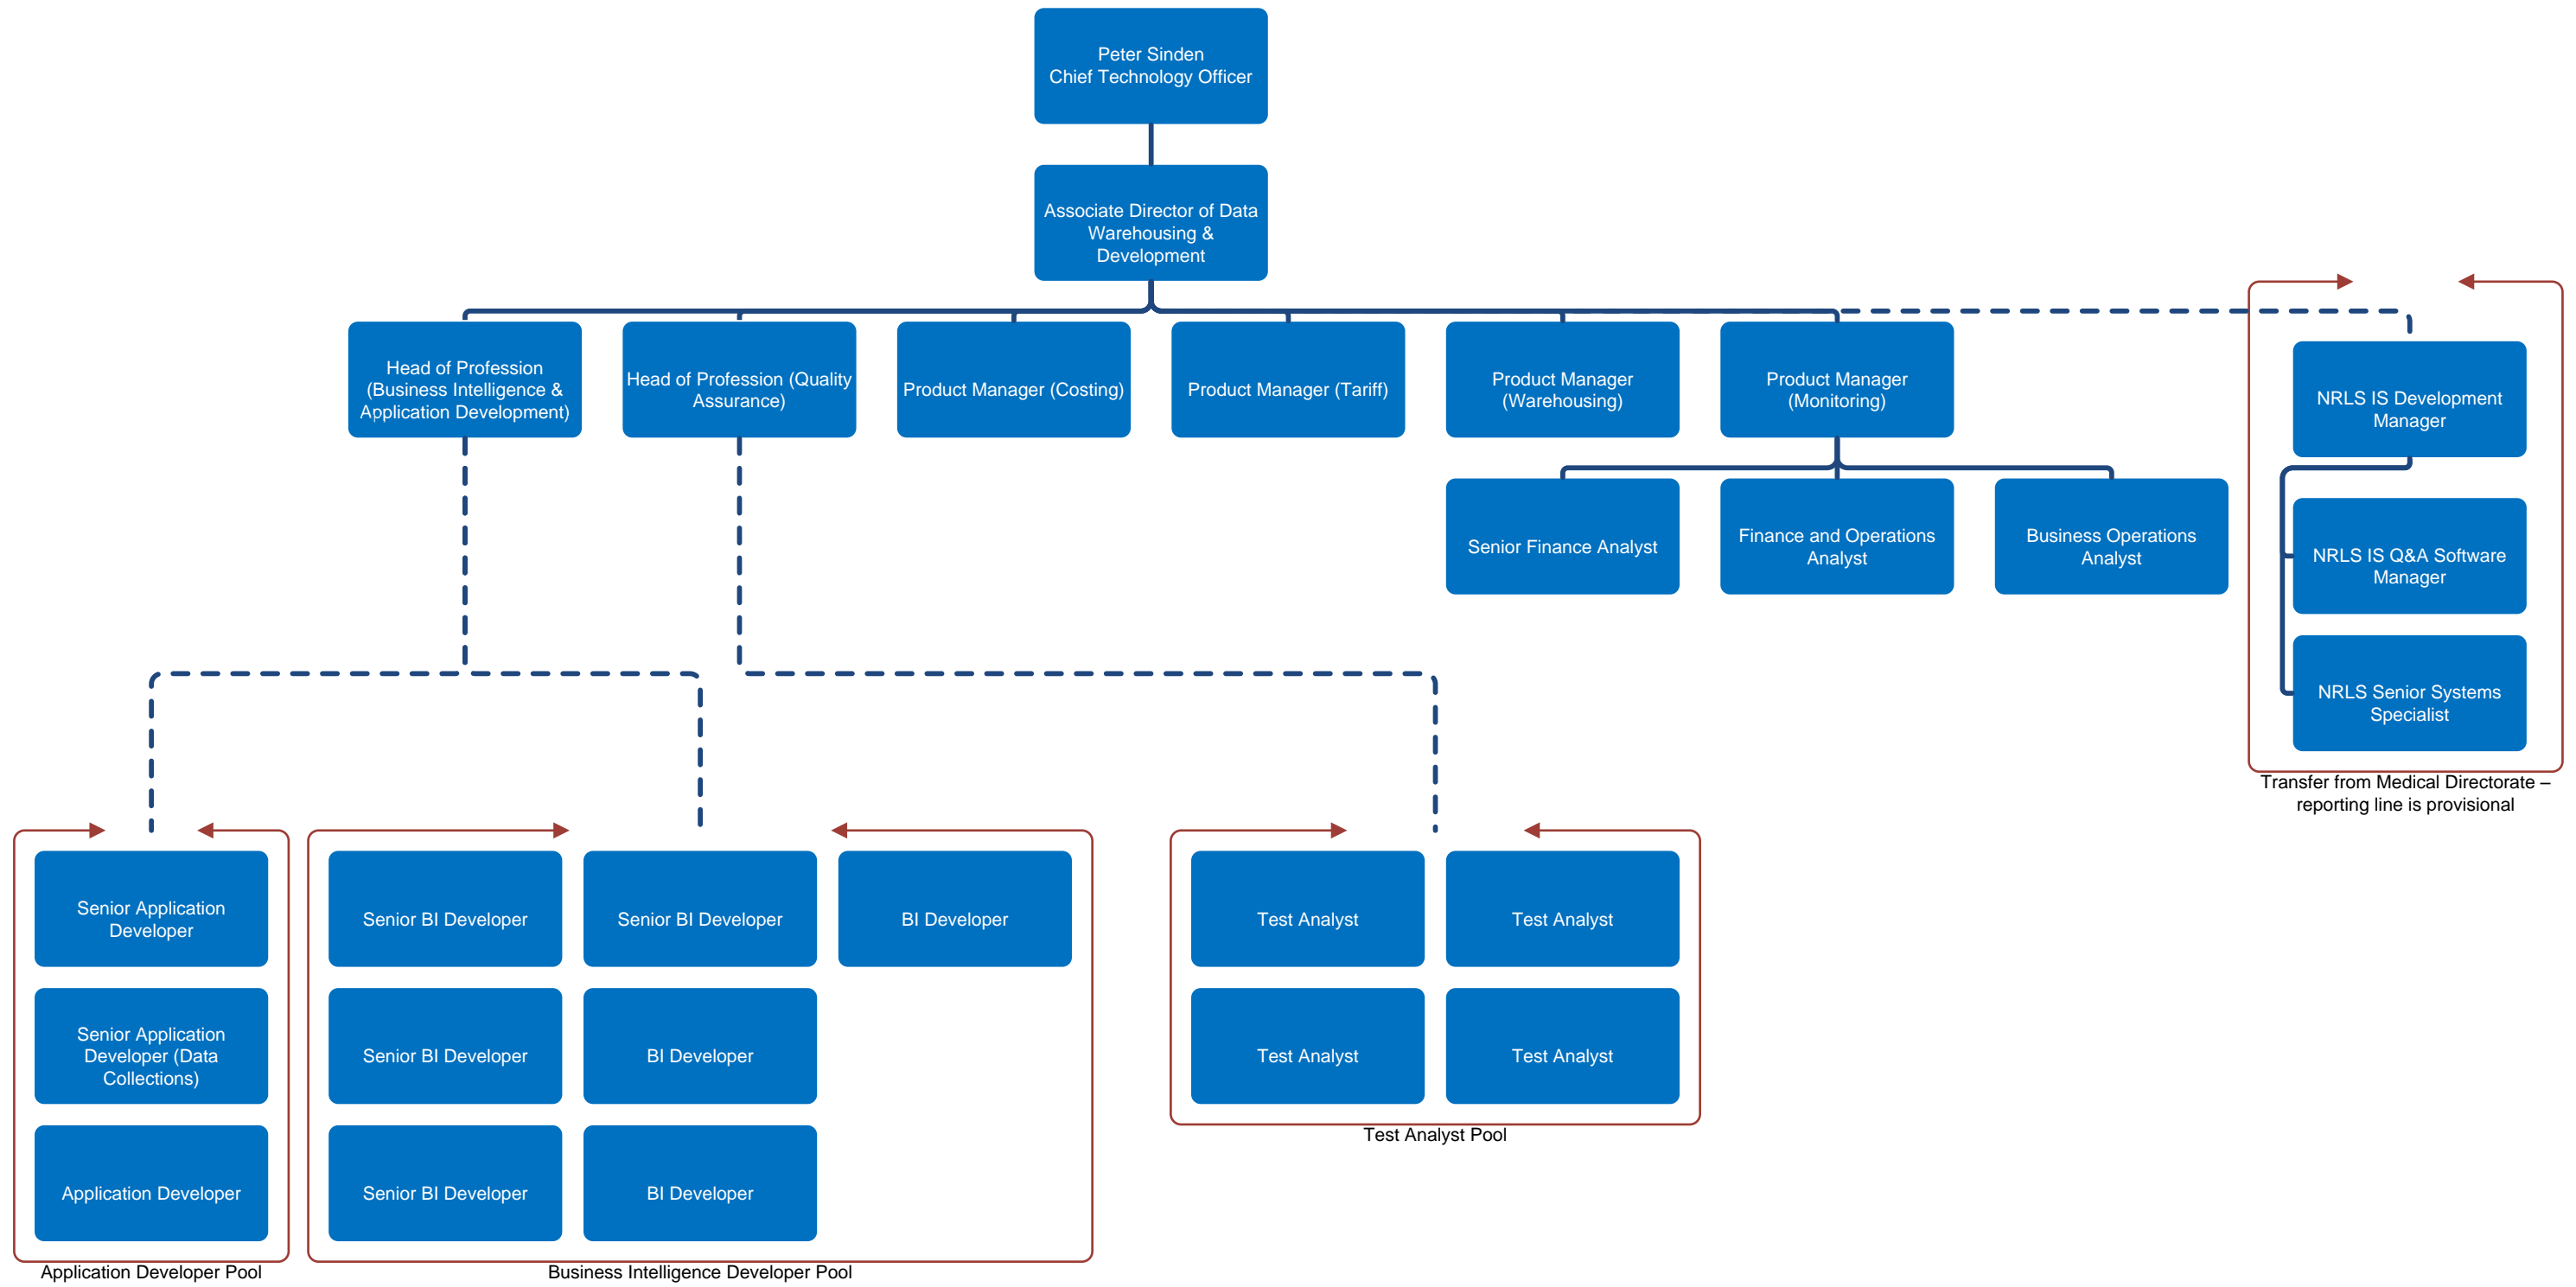 Peter Sinden
Chief Technology Officer
Associate Director of Data
Warehousing &
Development
Head of Profession
(Business Intelligence &
Application Development)
Head of Profession (Quality
Assurance)
Product Manager (Costing)
Product Manager (Tariff)
Product Manager
(Warehousing)
Product Manager
(Monitoring)
NRLS IS Development
Manager
Senior Finance Analyst
Finance and Operations
Analyst
Business Operations
Analyst
NRLS IS Q&A Software
Manager
NRLS Senior Systems
Specialist
Transfer from Medical Directorate –
reporting line is provisional
Senior Application
Developer
Senior Application
Developer (Data
Collections)
Application Developer
Application Developer Pool
Senior BI Developer
Senior BI Developer
BI Developer
Senior BI Developer
BI Developer
Senior BI Developer
BI Developer
Business Intelligence Developer Pool
Test Analyst
Test Analyst
Test Analyst
Test Analyst
Test Analyst Pool